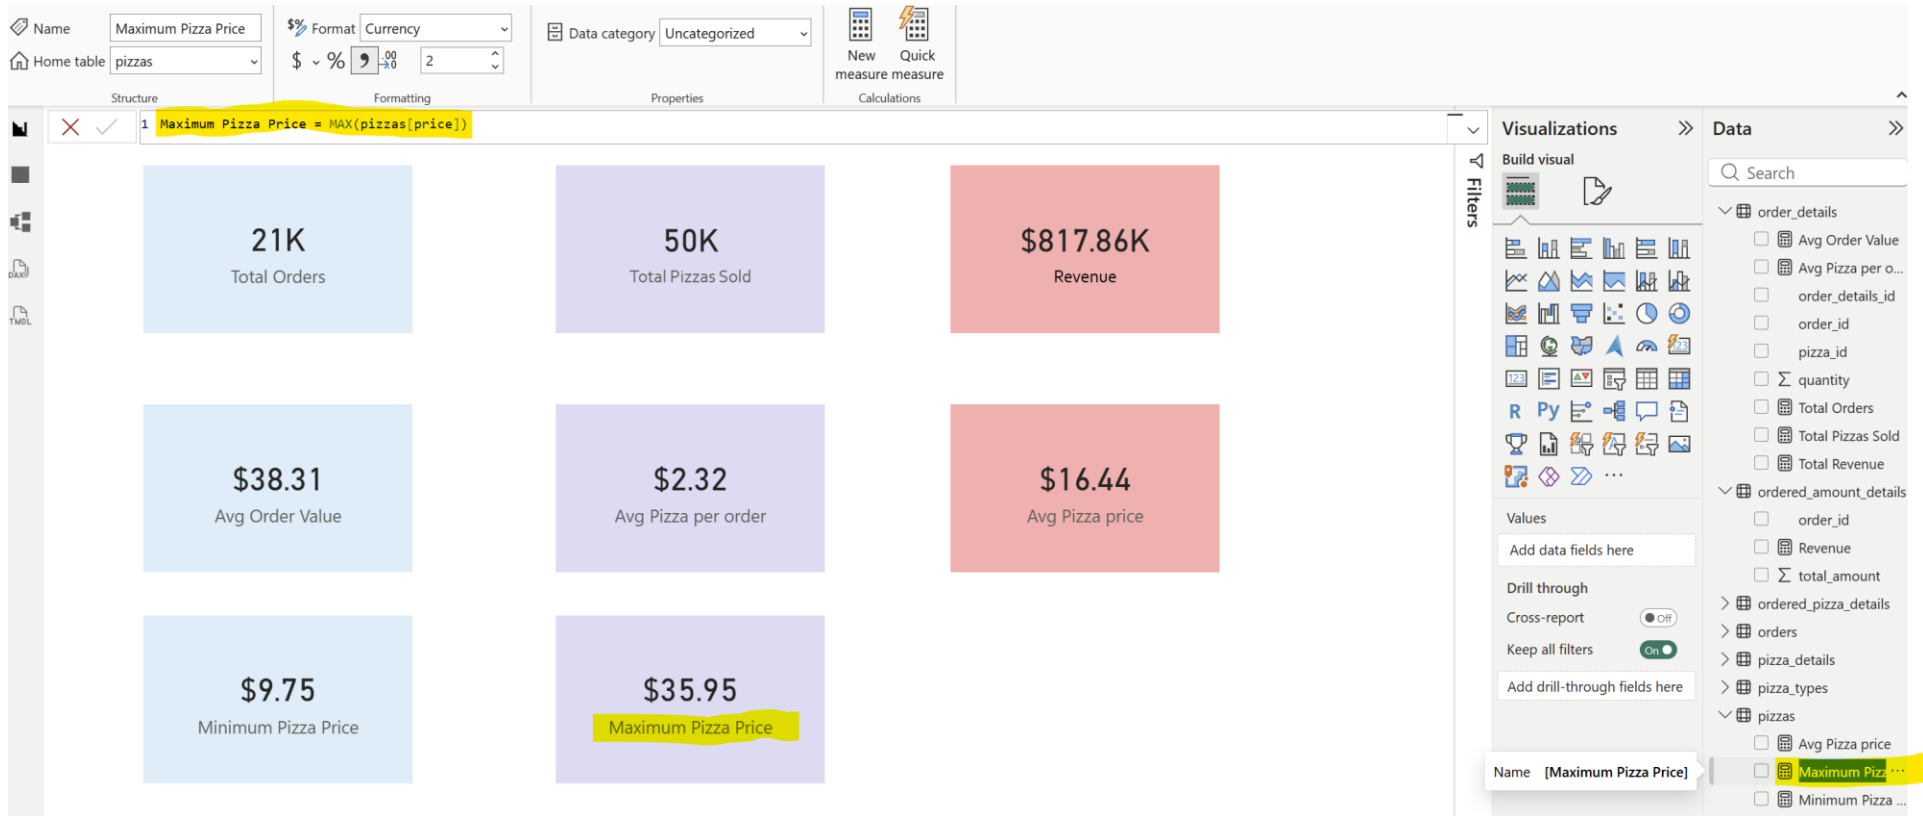 Name
Maximum Pizza Price
Format
Currency
Data category
Uncategorized
New
measure
Quick
measure
Home table
pizzas
$
%
2
Structure
Formatting
Properties
Calculations
1 Maximum Pizza Price = MAX(pizzas[price])
21K
Total Orders
50K
Total Pizzas Sold
$817.86K
Revenue
$38.31
Avg Order Value
$2.32
Avg Pizza per order
$16.44
Avg Pizza price
$9.75
Minimum Pizza Price
$35.95
Maximum Pizza Price
DAX
TMDL
Filters
Visualizations
Build visual
123
123
R
Py
...
Values
Add data fields here
Drill through
Cross-report
Off
Keep all filters
On
Add drill-through fields here
Name [Maximum Pizza Price]
Data
Search
order_details
Avg Order Value
Avg Pizza per o...
order_details_id
order_id
pizza_id
quantity
Total Orders
Total Pizzas Sold
Total Revenue
ordered_amount_details
order_id
Revenue
total_amount
ordered_pizza_details
orders
pizza_details
pizza_types
pizzas
Avg Pizza price
Maximum Pizz ...
Minimum Pizza ...